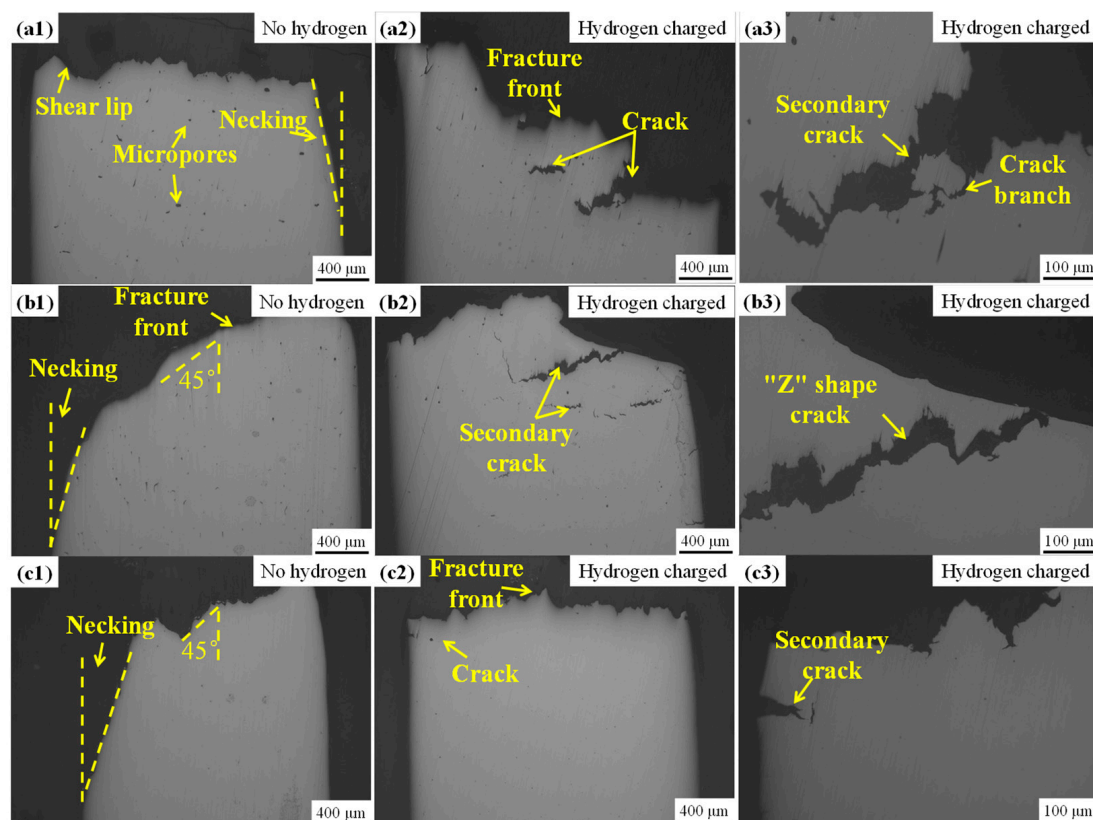 (a1)
No hydrogen
Shear lip
Necking
Micropores
400 μm
(a2)
Hydrogen charged
Fracture
front
Crack
400 μm
(a3)
Hydrogen charged
Secondary
crack
Crack
branch
100 μm
(b1)
No hydrogen
Fracture
front
Necking
45°
400 μm
(b2)
Hydrogen charged
Secondary
crack
400 μm
(b3)
Hydrogen charged
"Z" shape
crack
100 μm
(c1)
No hydrogen
Necking
45°
400 μm
(c2)
Hydrogen charged
Fracture
front
Crack
400 μm
(c3)
Hydrogen charged
Secondary
crack
100 μm